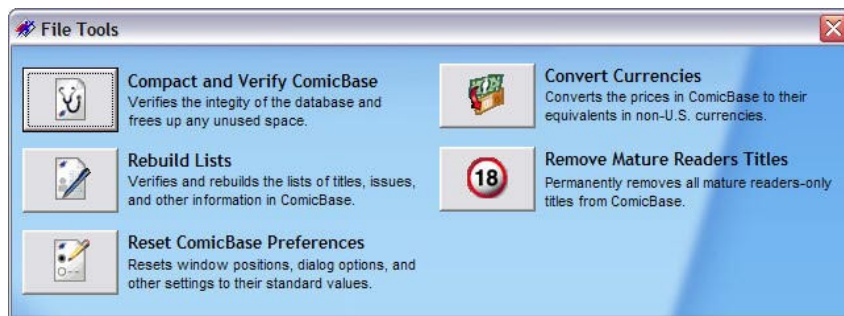 File Tools
Compact and Verify ComicBase
Verifies the integity of the database and
frees up any unused space.
Rebuild Lists
Verifies and rebuilds the lists of titles, issues,
and other information in ComicBase.
Reset ComicBase Preferences
Resets window positions, dialog options, and
other settings to their standard values.
Convert Currencies
Converts the prices in ComicBase to their
equivalents in non-U.S. currencies.
18
Remove Mature Readers Titles
Permanently removes all mature readers-only
titles from ComicBase.